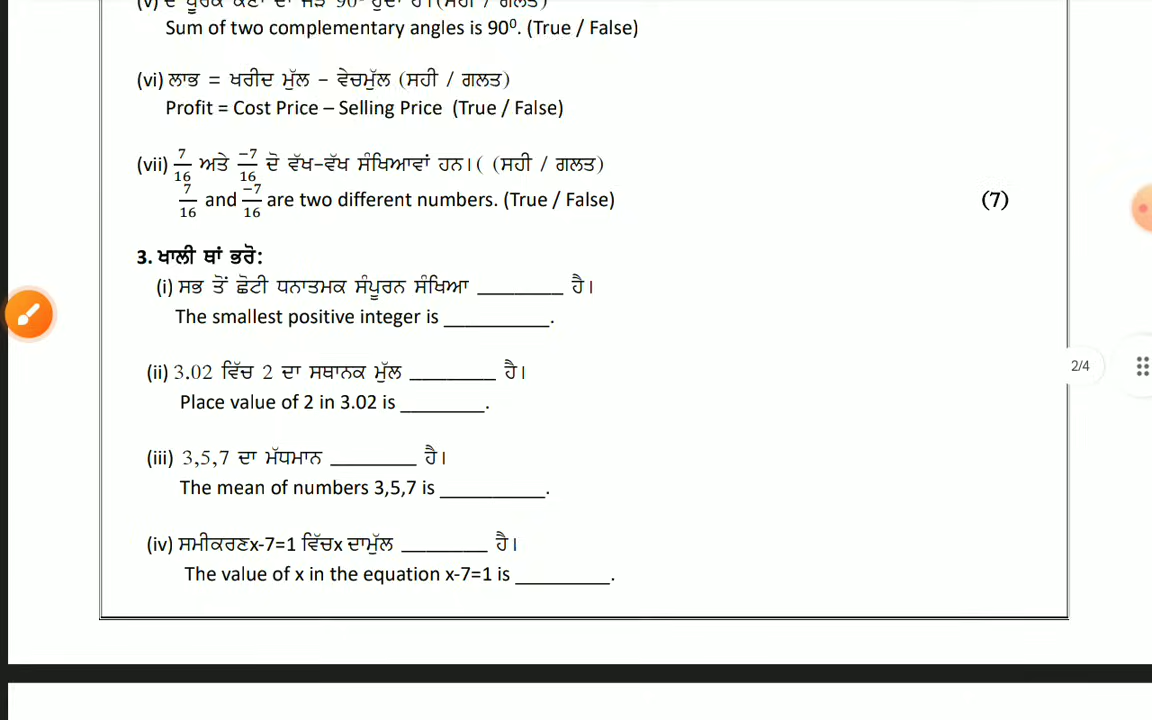 Sum of two complementary angles is 90⁰. (True / False)
(vi) ਲਾਭ = ਖਰੀਦ ਮੁੱਲ – ਵੇਚਮੁੱਲ (ਸਹੀ / ਗਲਤ)
Profit = Cost Price – Selling Price (True / False)
(vii) 7/16 ਅਤੇ -7/16 ਦੋ ਵੱਖ-ਵੱਖ ਸੰਖਿਆਵਾਂ ਹਨ। ( (ਸਹੀ / ਗਲਤ)
7/16 and -7/16 are two different numbers. (True / False) (7)
3. ਖਾਲੀ ਥਾਂ ਭਰੋ:
(i) ਸਭ ਤੋਂ ਛੋਟੀ ਧਨਾਤਮਕ ਸੰਪੂਰਨ ਸੰਖਿਆ ________ ਹੈ।
The smallest positive integer is __________.
(ii) 3.02 ਵਿੱਚ 2 ਦਾ ਸਥਾਨਕ ਮੁੱਲ ________ ਹੈ।
2/4
Place value of 2 in 3.02 is ________.
(iii) 3,5,7 ਦਾ ਮੱਧਮਾਨ ________ ਹੈ।
The mean of numbers 3,5,7 is __________.
(iv) ਸਮੀਕਰਣx-7=1 ਵਿੱਚx ਦਾਮੁੱਲ ________ ਹੈ।
The value of x in the equation x-7=1 is _________.